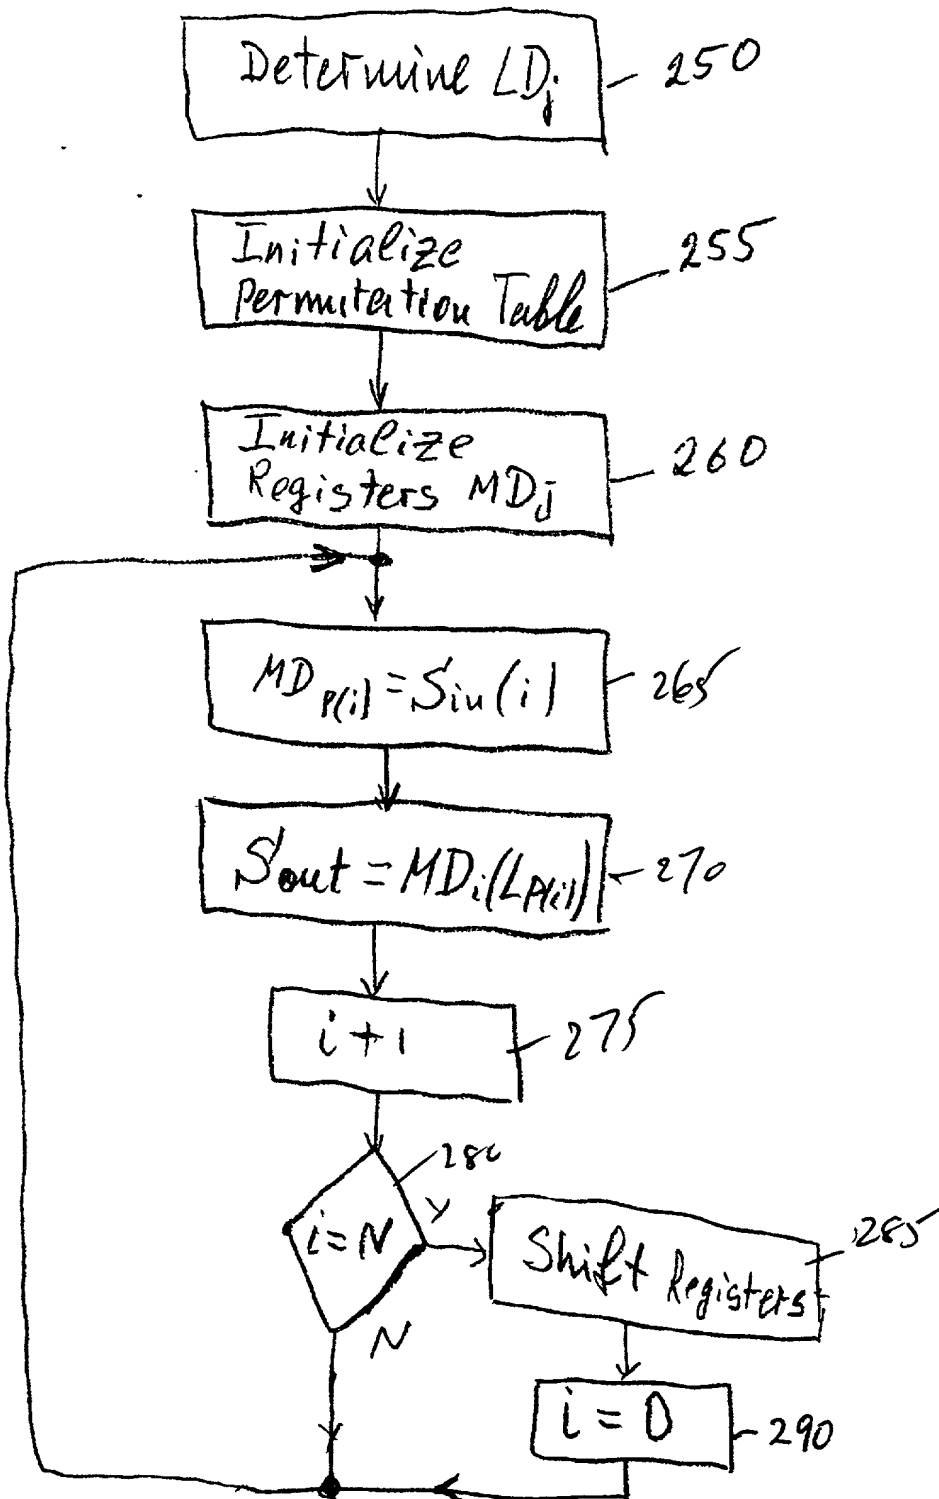 Determine LDj
250
Initialize
Permutation Table
255
Initialize
Registers MDj
260
MD P(i) = Sin(i)
265
Sout = MDi(LP(i))
270
i+1
275
280
i=N
Y
N
Shift Registers
285
i = 0
290